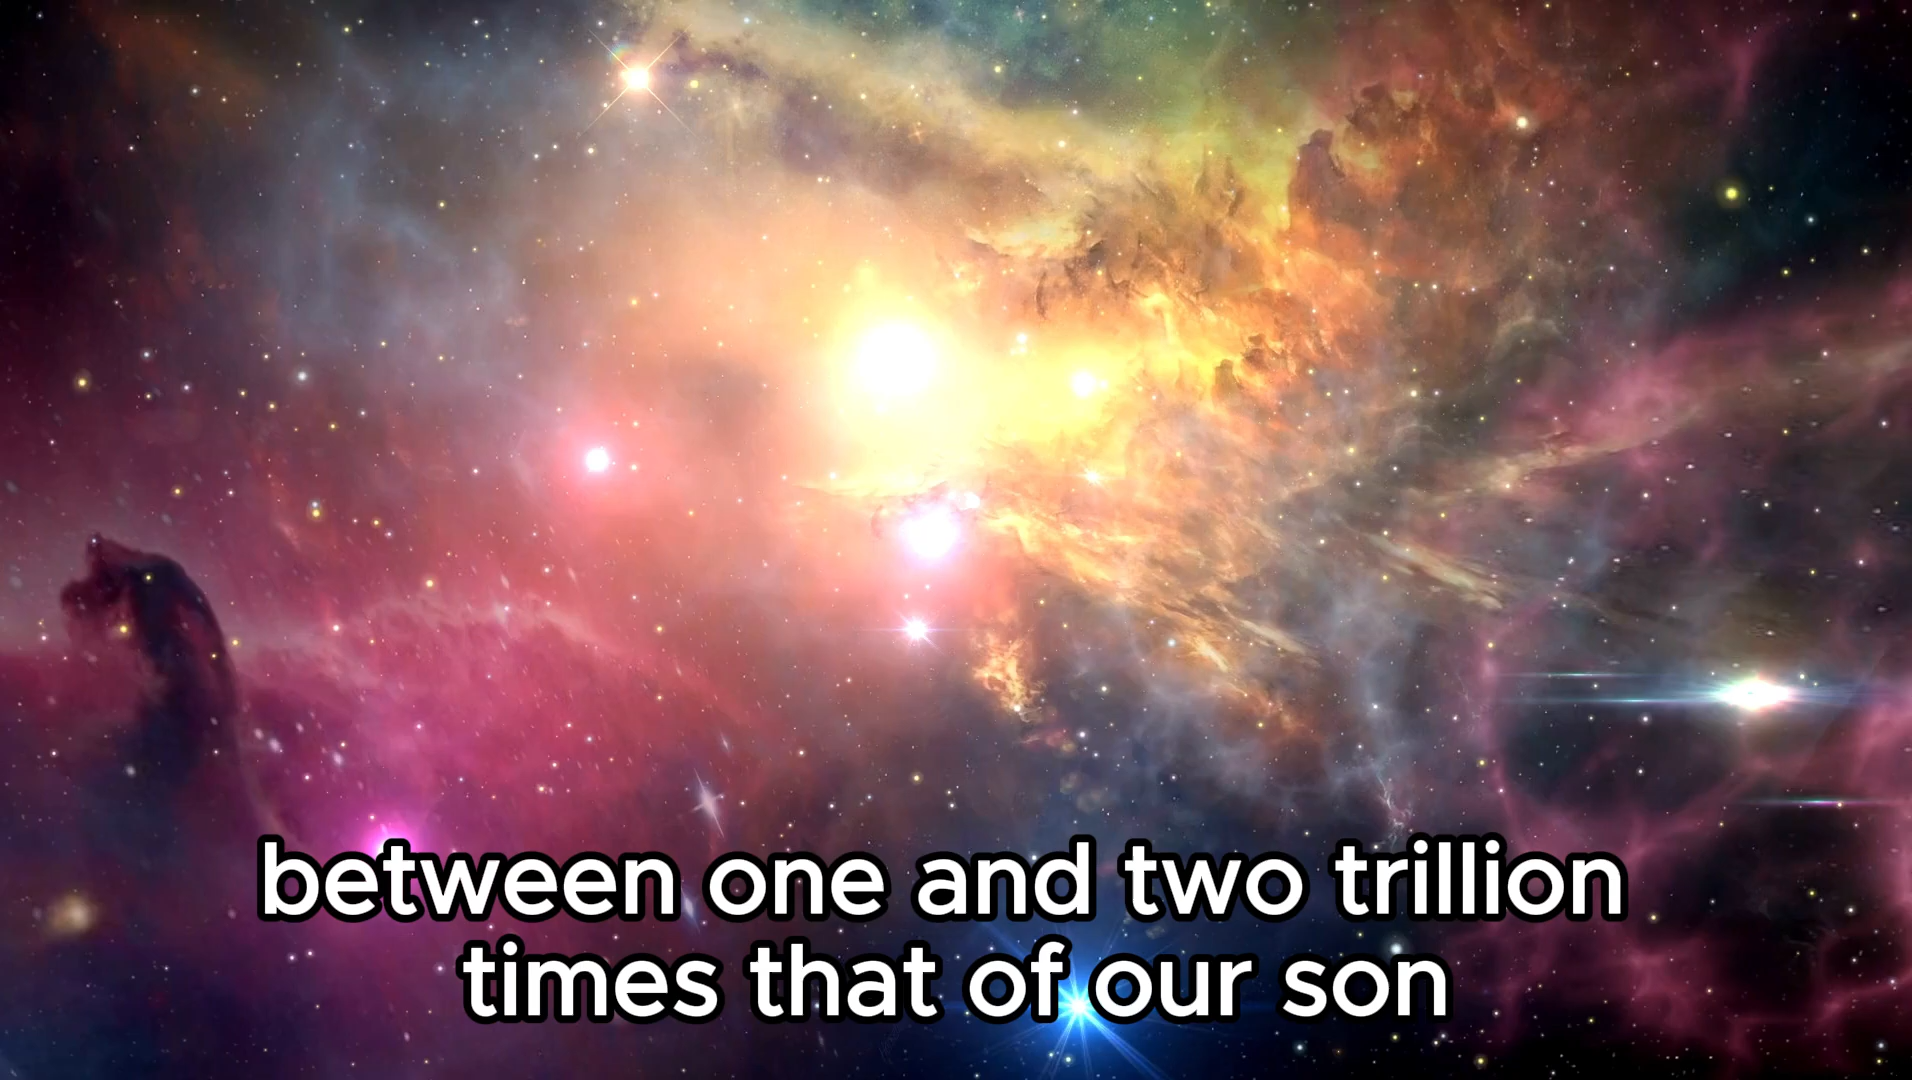 between one and two trillion
times that of our son